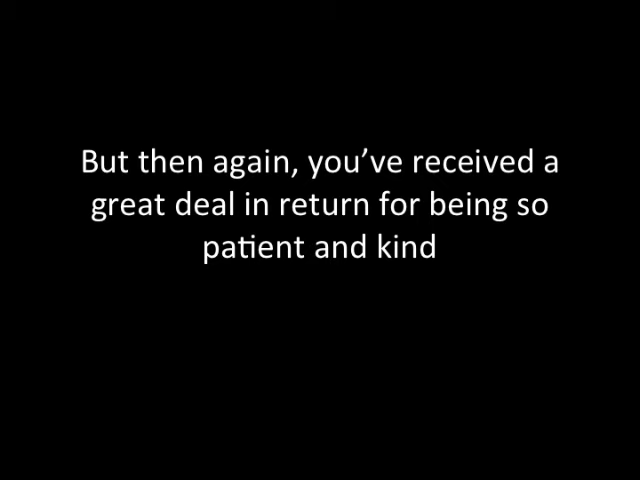 But then again, you’ve received a
great deal in return for being so
patient and kind